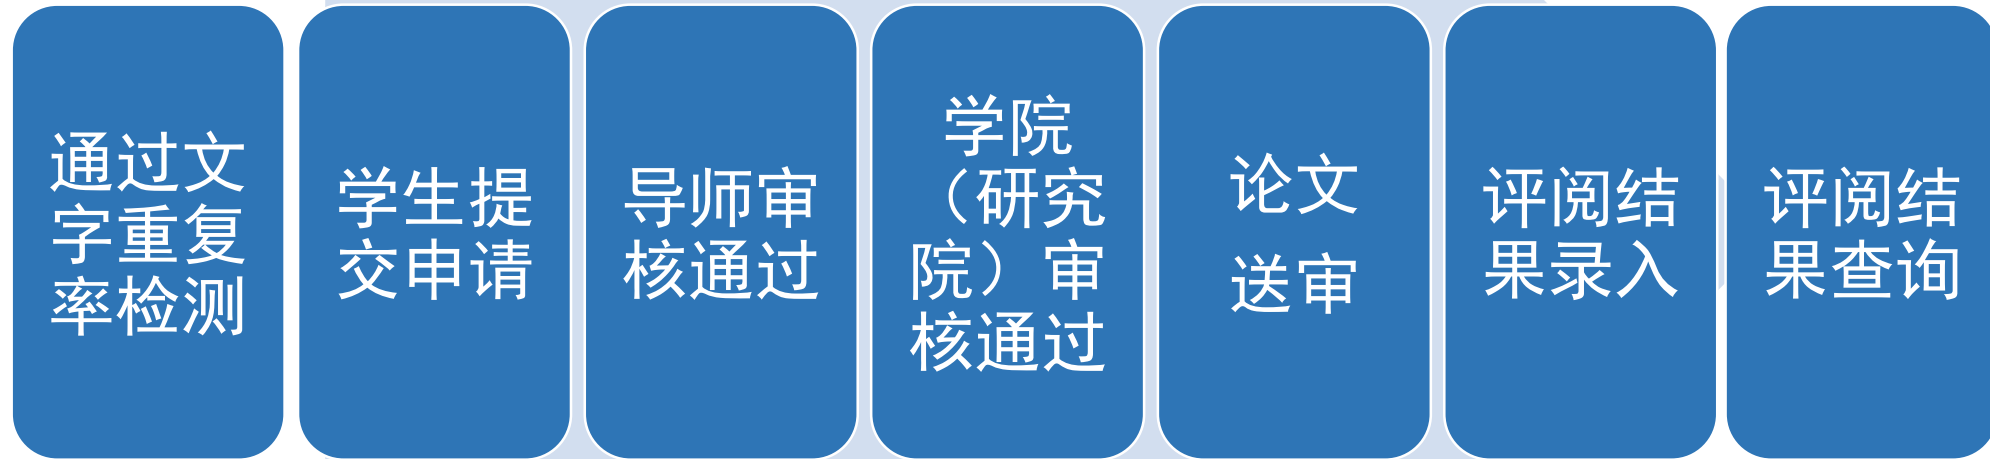 通过文
字重复
率检测
学生提
交申请
导师审
核通过
学院
（研究
院）审
核通过
论文
送审
评阅结
果录入
评阅结
果查询